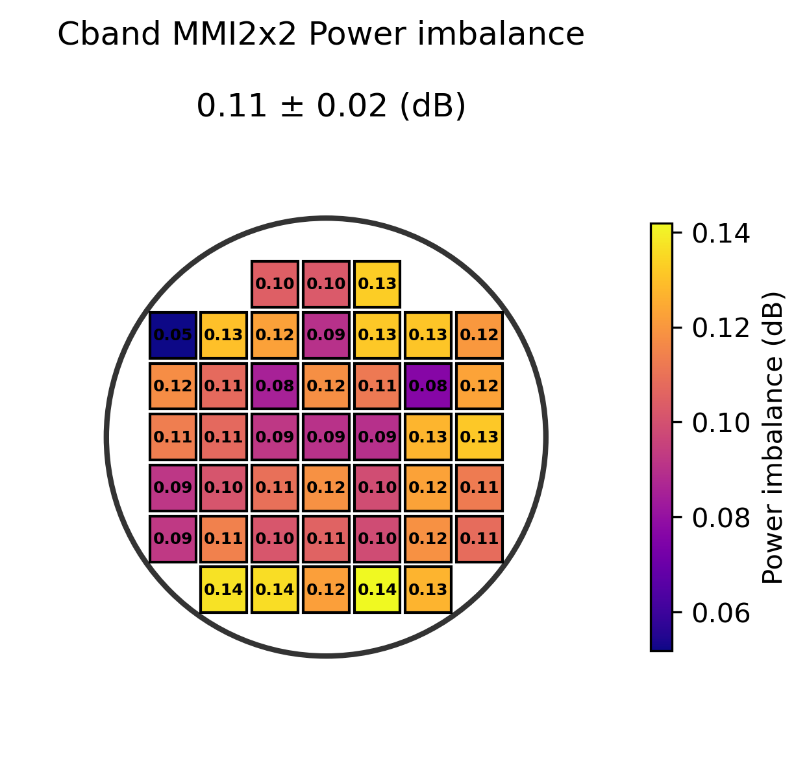 Cband MMI2x2 Power imbalance
0.11 ± 0.02 (dB)
0.10 0.10 0.13
0.05 0.13 0.12 0.09 0.13 0.13 0.12
0.12 0.11 0.08 0.12 0.11 0.08 0.12
0.11 0.11 0.09 0.09 0.09 0.13 0.13
0.09 0.10 0.11 0.12 0.10 0.12 0.11
0.09 0.11 0.10 0.11 0.10 0.12 0.11
0.14 0.14 0.12 0.14 0.13
0.14
0.12
0.10
0.08
0.06
Power imbalance (dB)